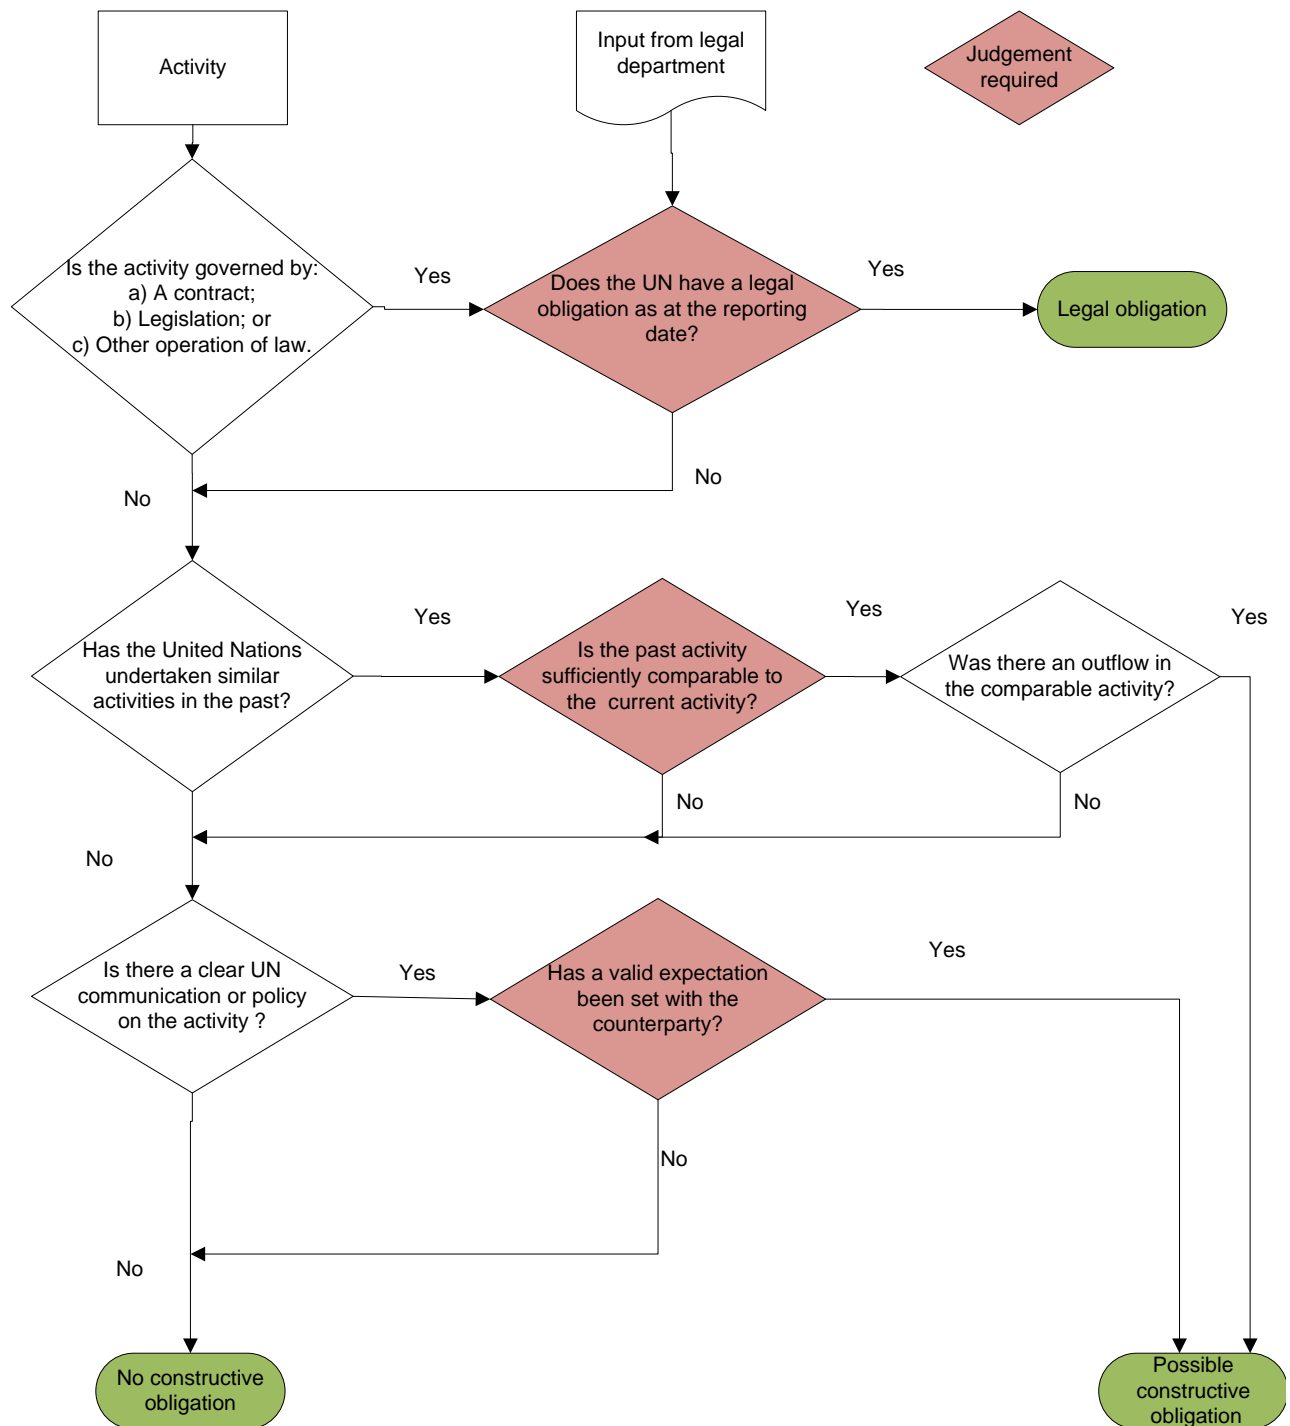 Activity
Input from legal
department
Judgement
required
Is the activity governed by:
a) A contract;
b) Legislation; or
c) Other operation of law.
Yes
Does the UN have a legal
obligation as at the reporting
date?
Yes
Legal obligation
No
No
Has the United Nations
undertaken similar
activities in the past?
Yes
Is the past activity
sufficiently comparable to
the current activity?
Yes
Was there an outflow in
the comparable activity?
Yes
No
No
No
Is there a clear UN
communication or policy
on the activity ?
Yes
Has a valid expectation
been set with the
counterparty?
Yes
No
No
No constructive
obligation
Possible
constructive
obligation